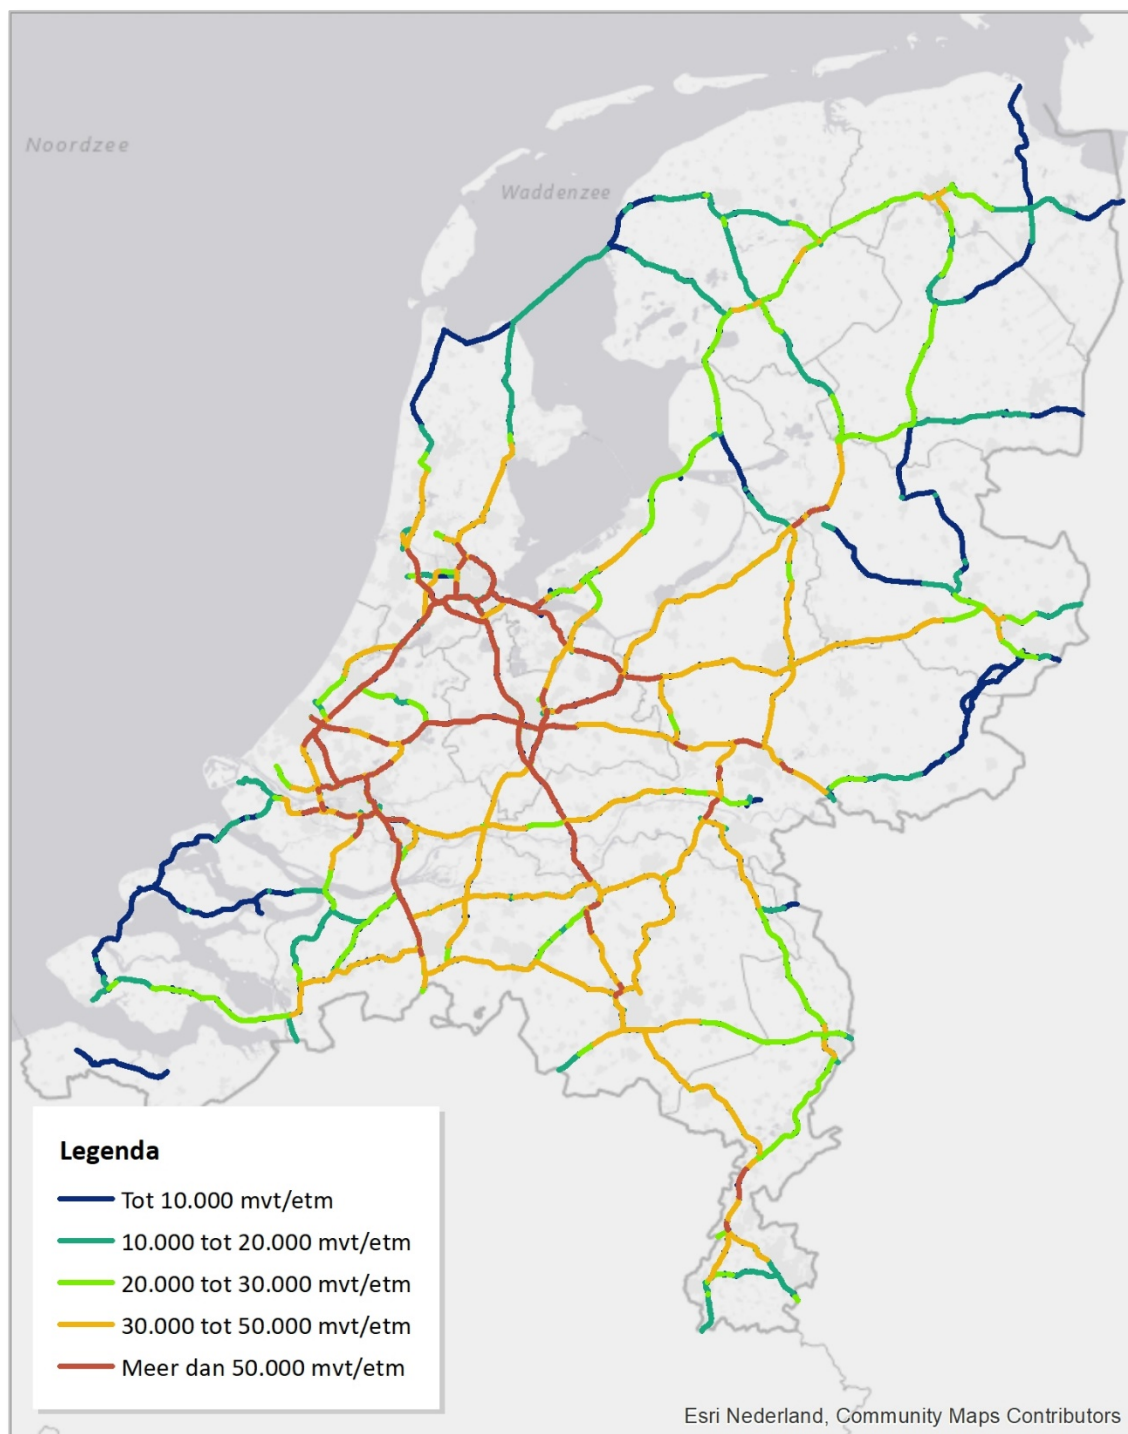 Noordzee
Waddenzee
Legenda
Tot 10.000 mvt/etm
10.000 tot 20.000 mvt/etm
20.000 tot 30.000 mvt/etm
30.000 tot 50.000 mvt/etm
Meer dan 50.000 mvt/etm
Esri Nederland, Community Maps Contributors